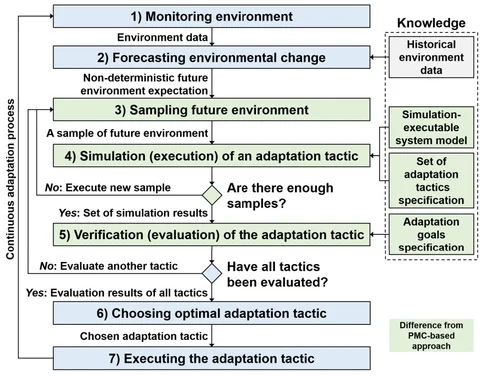 1) Monitoring environment
Environment data
2) Forecasting environmental change
Non-deterministic future
environment expectation
3) Sampling future environment
A sample of future environment
4) Simulation (execution) of an adaptation tactic
No: Execute new sample
Are there enough
samples?
Yes: Set of simulation results
5) Verification (evaluation) of the adaptation tactic
No: Evaluate another tactic
Have all tactics
been evaluated?
Yes: Evaluation results of all tactics
6) Choosing optimal adaptation tactic
Chosen adaptation tactic
7) Executing the adaptation tactic
Continuous adaptation process
Knowledge
Historical
environment
data
Simulation-
executable
system model
Set of
adaptation
tactics
specification
Adaptation
goals
specification
Difference from
PMC-based
approach